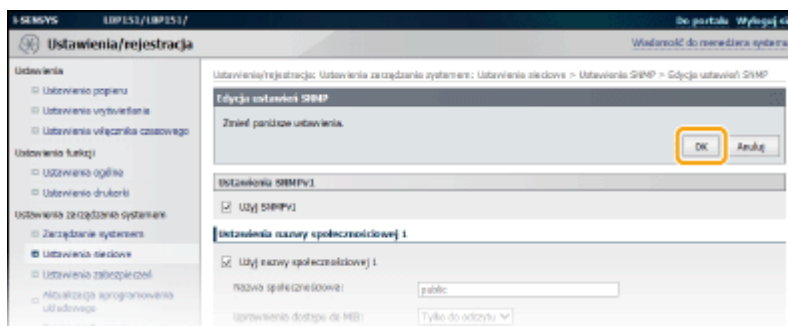 i-SENSYS LBP151/LBP151/
Do portalu Wyloguj si
Ustawienia/rejestracja
Wiadomość do menedżera systemu
Ustawienia
Ustawienia/rejestracja: Ustawienia zarządzania systemem: Ustawienia sieciowe > Ustawienia SNMP > Edycja ustawień SNMP
Ustawienia papieru
Edycja ustawień SNMP
Ustawienia wyświetlania
Zmień poniższe ustawienia.
Ustawienia włącznika czasowego
OK Anuluj
Ustawienia funkcji
Ustawienia ogólne
Ustawienia SNMPv1
Ustawienia drukarki
Użyj SNMPv1
Ustawienia zarządzania systemem
Zarządzanie systemem
Ustawienia nazwy społecznościowej 1
Ustawienia sieciowe
Użyj nazwy społecznościowej 1
Ustawienia zabezpieczeń
Nazwa społecznościowa: public
Aktualizacja oprogramowania
układowego
Uprawnienia dostępu do MIB: Tylko do odczytu